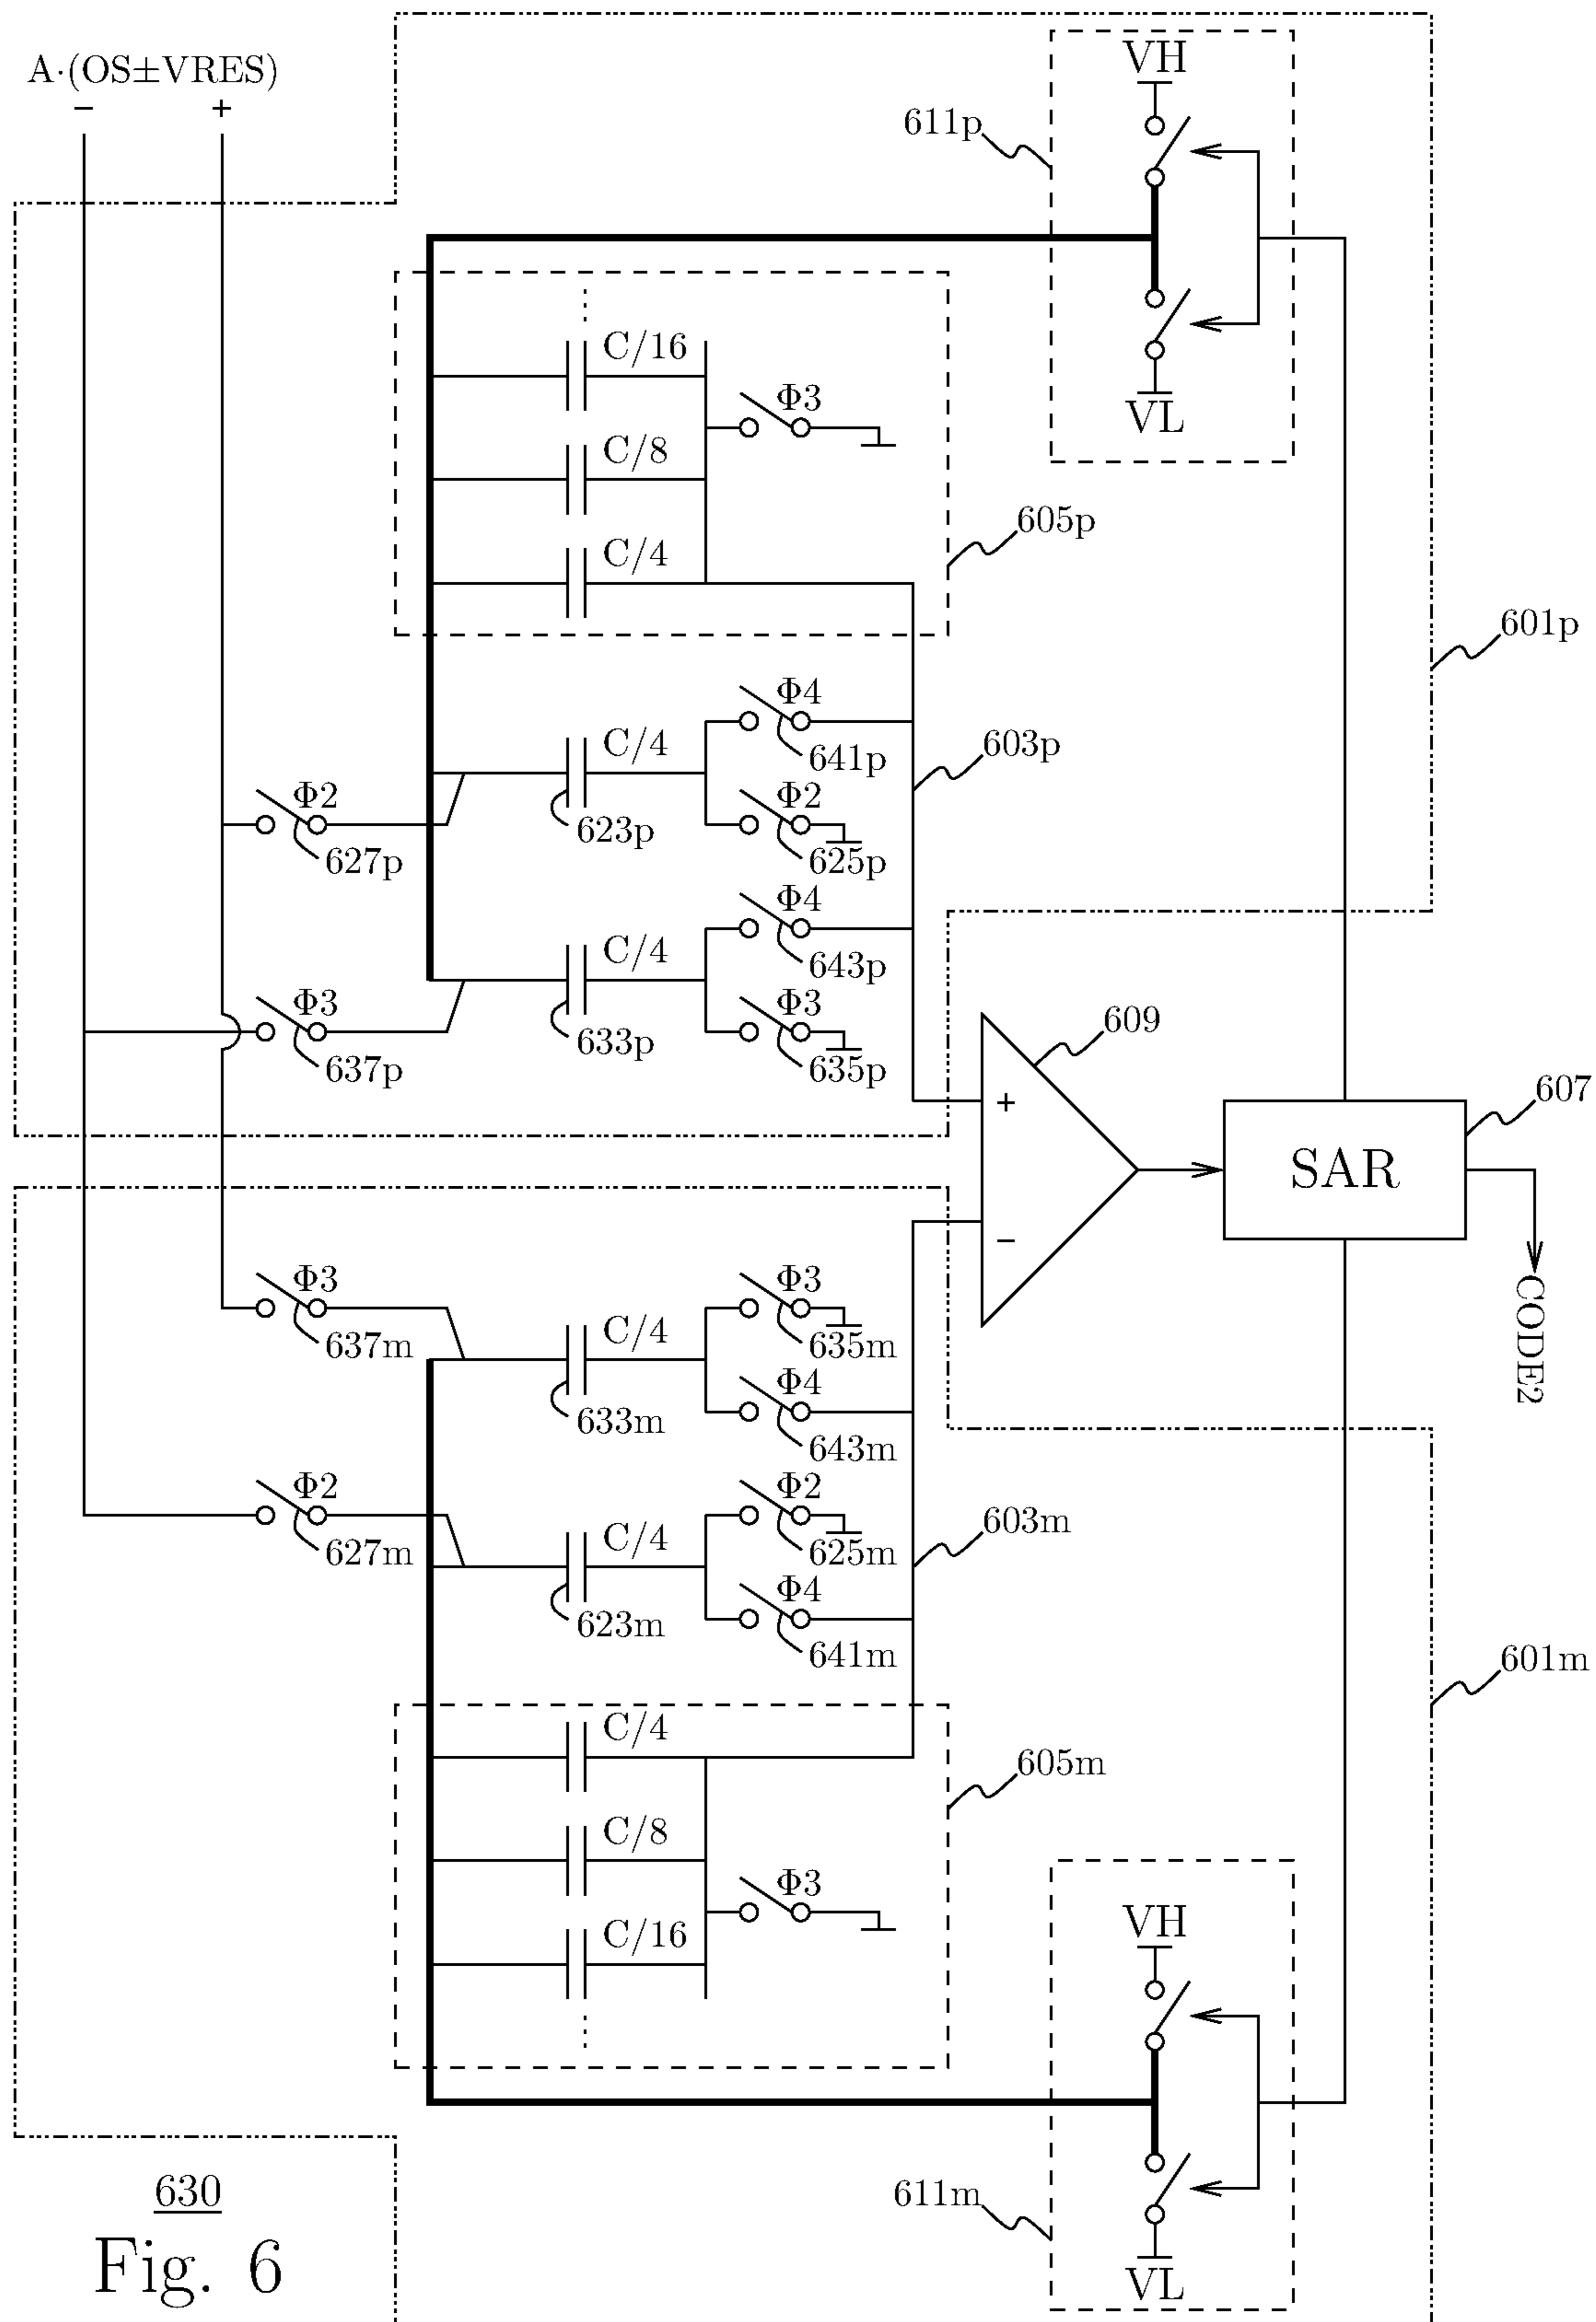 A·(OS±VRES)
− +
VH
611p
VL
C/16
Φ3
C/8
605p
C/4
601p
Φ4
641p
603p
C/4
Φ2
627p
623p
Φ2
625p
Φ4
643p
C/4
Φ3
637p
633p
Φ3
635p
609
+
−
607
SAR
CODE2
Φ3
637m
C/4
633m
Φ3
635m
Φ4
643m
Φ2
627m
C/4
623m
Φ2
625m
603m
Φ4
641m
601m
C/4
605m
C/8
Φ3
C/16
VH
611m
VL
630
Fig. 6